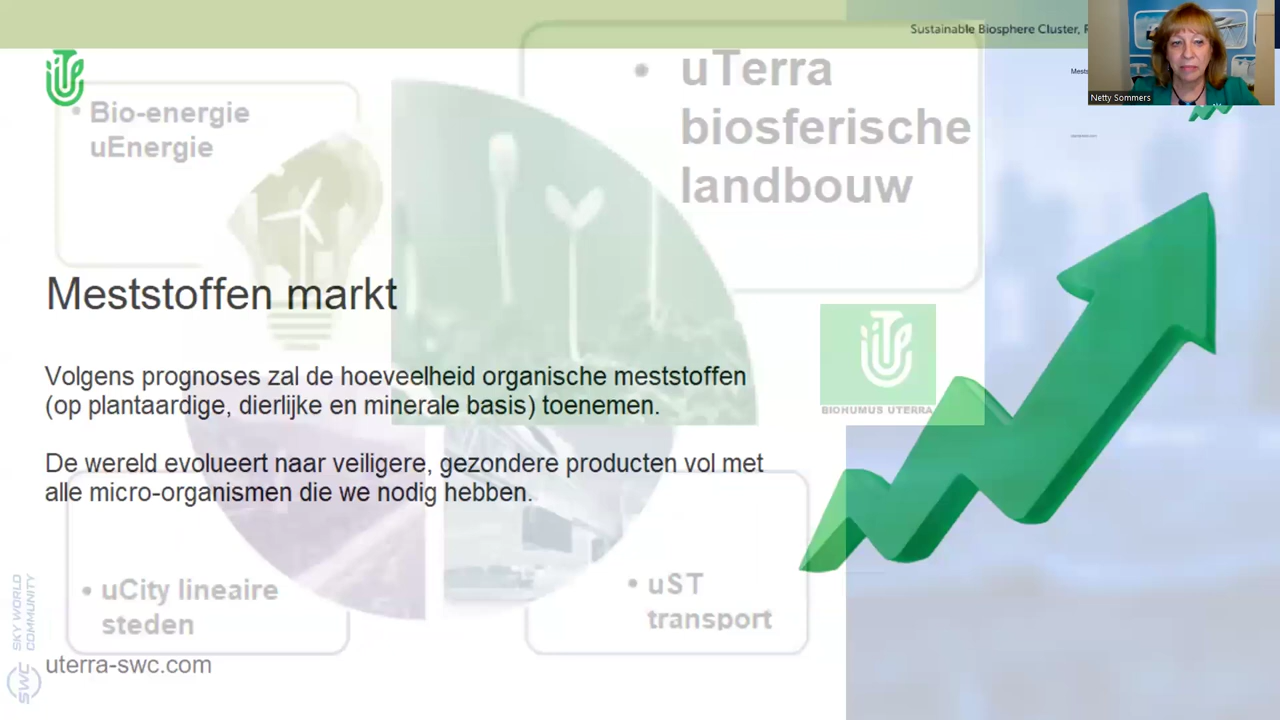 Sustainable Biosphere Cluster,
Netty Sommers
• Bio-energie
uEnergie
• uTerra
biosferische
landbouw
Meststoffen markt
Volgens prognoses zal de hoeveelheid organische meststoffen
(op plantaardige, dierlijke en minerale basis) toenemen.
De wereld evolueert naar veiligere, gezondere producten vol met
alle micro-organismen die we nodig hebben.
BIOHUMUS UTERRA
• uCity lineaire
steden
• uST
transport
uterra-swc.com
SWC SKY WORLD
COMMUNITY